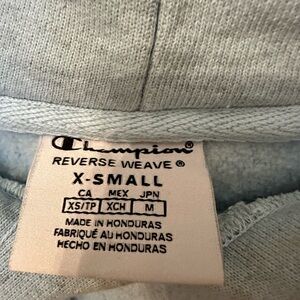 Champion®
REVERSE WEAVE®
X-SMALL
CA MEX JPN
XS/TP XCH M
MADE IN HONDURAS
FABRIQUÉ AU HONDURAS
HECHO EN HONDURAS